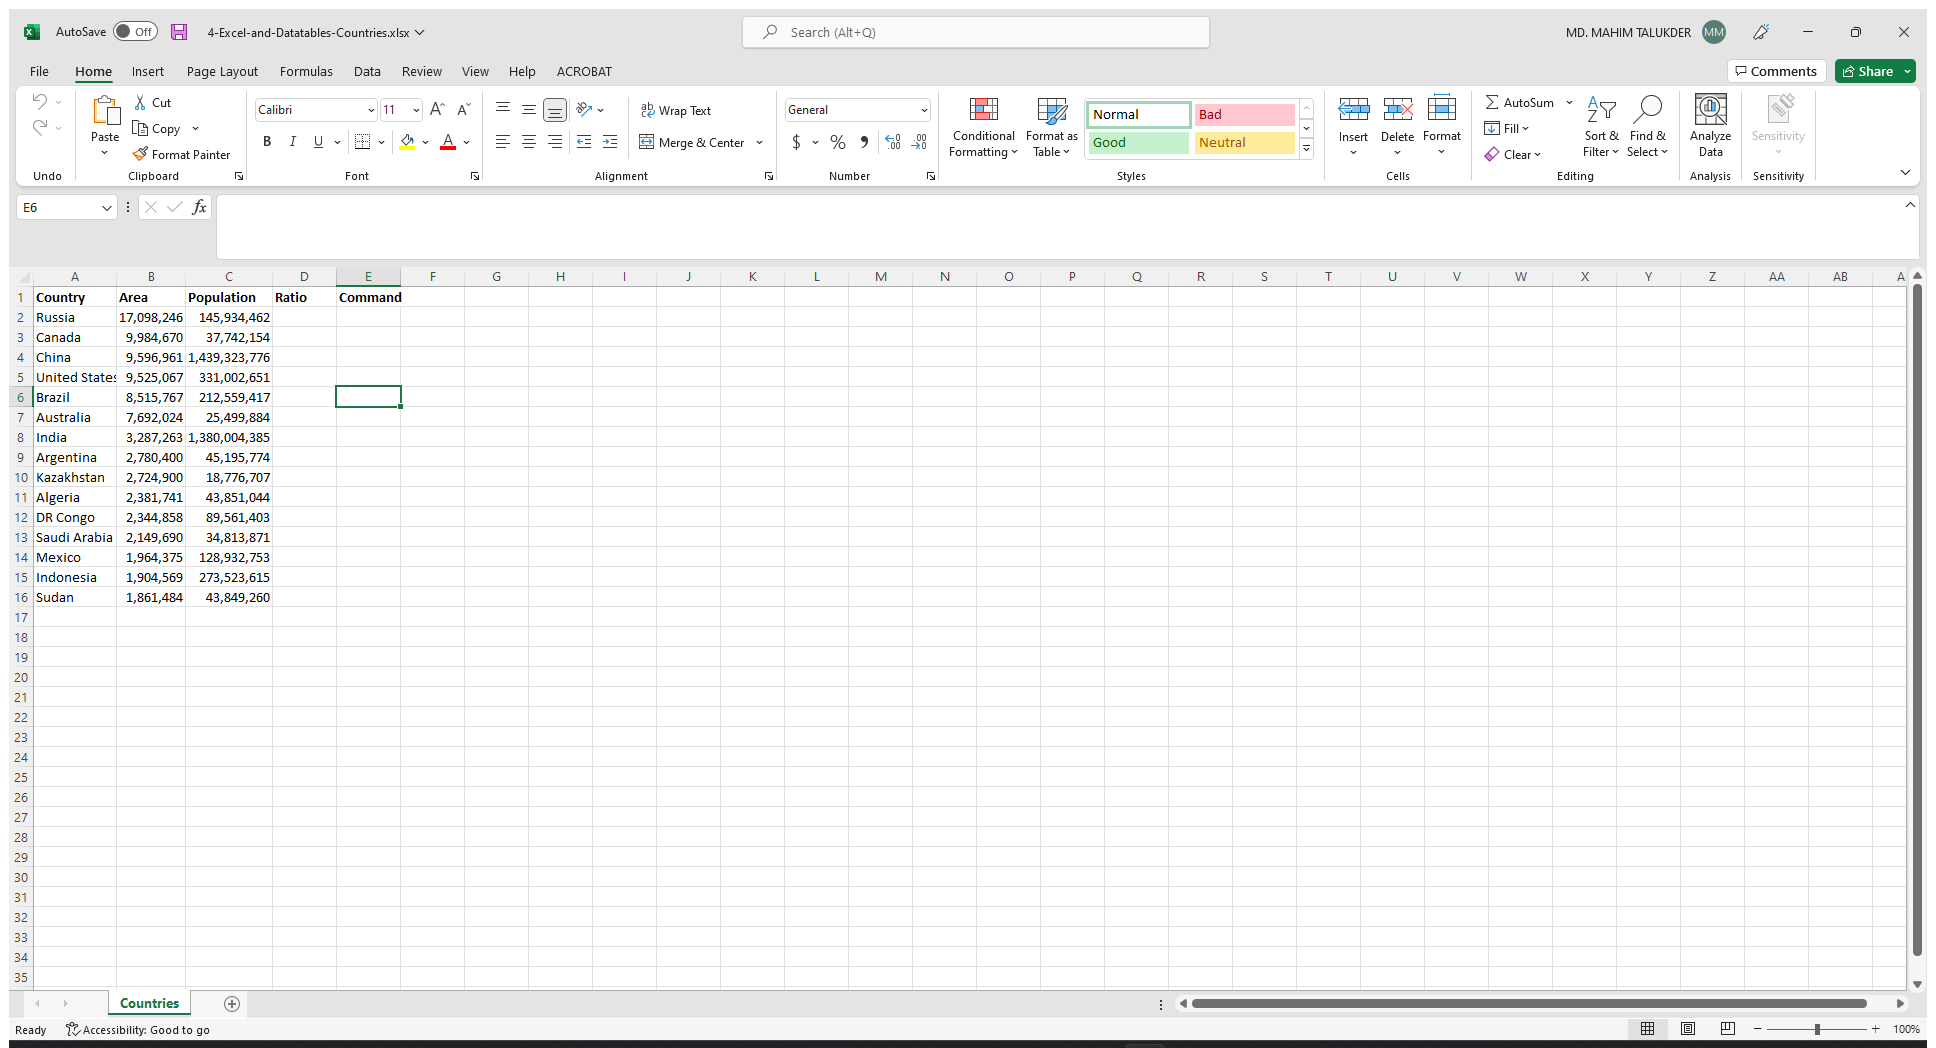 AutoSave Off 4-Excel-and-Datatables-Countries.xlsx Search (Alt+Q) MD. MAHIM TALUKDER MM
File Home Insert Page Layout Formulas Data Review View Help ACROBAT Comments Share
Cut
Copy
Format Painter
Paste
Calibri 11
B I U A
Wrap Text
Merge & Center
General
$ %
Conditional Formatting
Format as Table
Normal Bad
Good Neutral
Insert Delete Format
AutoSum
Fill
Clear
Sort & Filter
Find & Select
Analyze Data
Sensitivity
Undo Clipboard Font Alignment Number Styles Cells Editing Analysis Sensitivity
E6 fx
A B C D E F G H I J K L M N O P Q R S T U V W X Y Z AA AB A
1 Country Area Population Ratio Command
2 Russia 17,098,246 145,934,462
3 Canada 9,984,670 37,742,154
4 China 9,596,961 1,439,323,776
5 United States 9,525,067 331,002,651
6 Brazil 8,515,767 212,559,417
7 Australia 7,692,024 25,499,884
8 India 3,287,263 1,380,004,385
9 Argentina 2,780,400 45,195,774
10 Kazakhstan 2,724,900 18,776,707
11 Algeria 2,381,741 43,851,044
12 DR Congo 2,344,858 89,561,403
13 Saudi Arabia 2,149,690 34,813,871
14 Mexico 1,964,375 128,932,753
15 Indonesia 1,904,569 273,523,615
16 Sudan 1,861,484 43,849,260
17
18
19
20
21
22
23
24
25
26
27
28
29
30
31
32
33
34
35
Countries
Ready Accessibility: Good to go 100%